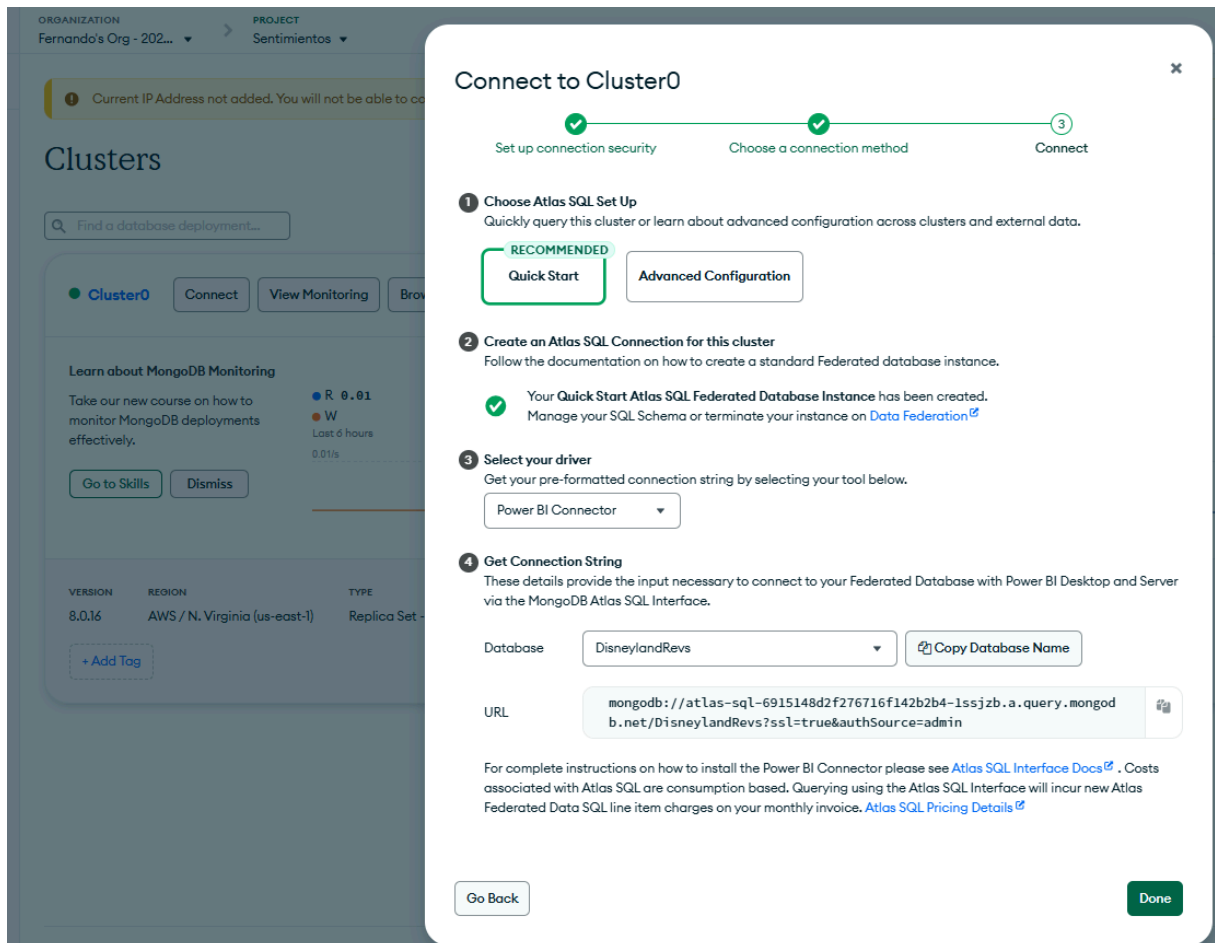 ORGANIZATION
PROJECT
Fernando's Org - 202...
Sentimientos
Current IP Address not added. You will not be able to co
Clusters
Find a database deployment...
Cluster0
Connect
View Monitoring
Brow
Learn about MongoDB Monitoring
Take our new course on how to
monitor MongoDB deployments
effectively.
Go to Skills
Dismiss
R 0.01
W
Last 6 hours
0.01/s
VERSION
REGION
TYPE
8.0.16
AWS / N. Virginia (us-east-1)
Replica Set -
+ Add Tag
Connect to Cluster0
Set up connection security
Choose a connection method
3
Connect
1 Choose Atlas SQL Set Up
Quickly query this cluster or learn about advanced configuration across clusters and external data.
RECOMMENDED
Quick Start
Advanced Configuration
2 Create an Atlas SQL Connection for this cluster
Follow the documentation on how to create a standard Federated database instance.
Your Quick Start Atlas SQL Federated Database Instance has been created.
Manage your SQL Schema or terminate your instance on Data Federation
3 Select your driver
Get your pre-formatted connection string by selecting your tool below.
Power BI Connector
4 Get Connection String
These details provide the input necessary to connect to your Federated Database with Power BI Desktop and Server
via the MongoDB Atlas SQL Interface.
Database
DisneylandRevs
Copy Database Name
URL
mongodb://atlas-sql-6915148d2f276716f142b2b4-1ssjzb.a.query.mongod
b.net/DisneylandRevs?ssl=true&authSource=admin
For complete instructions on how to install the Power BI Connector please see Atlas SQL Interface Docs . Costs
associated with Atlas SQL are consumption based. Querying using the Atlas SQL Interface will incur new Atlas
Federated Data SQL line item charges on your monthly invoice. Atlas SQL Pricing Details
Go Back
Done